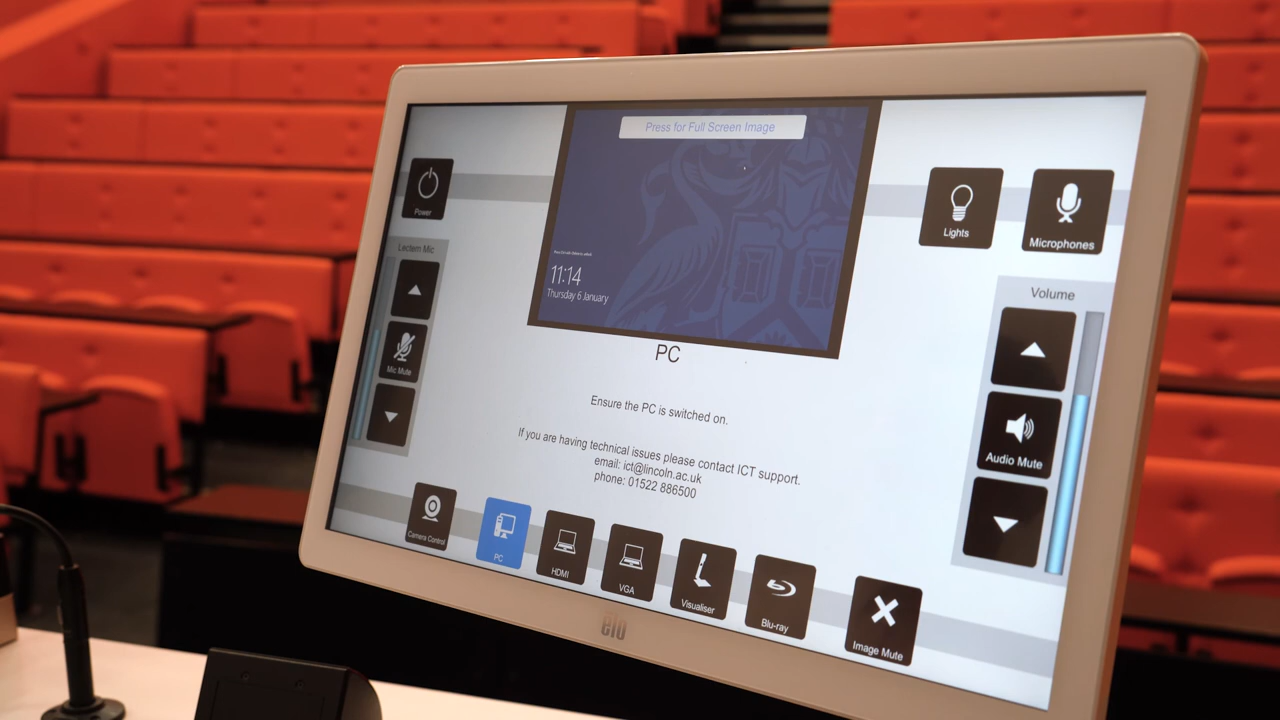 Press for Full Screen Image
Power
Lights
Microphones
Lectern Mic
11:14
Thursday 6 January
Volume
PC
Mic Mute
Ensure the PC is switched on.
If you are having technical issues please contact ICT support.
email: ict@lincoln.ac.uk
phone: 01522 886500
Audio Mute
Camera Control
PC
HDMI
VGA
Visualiser
Blu-ray
Image Mute
elo